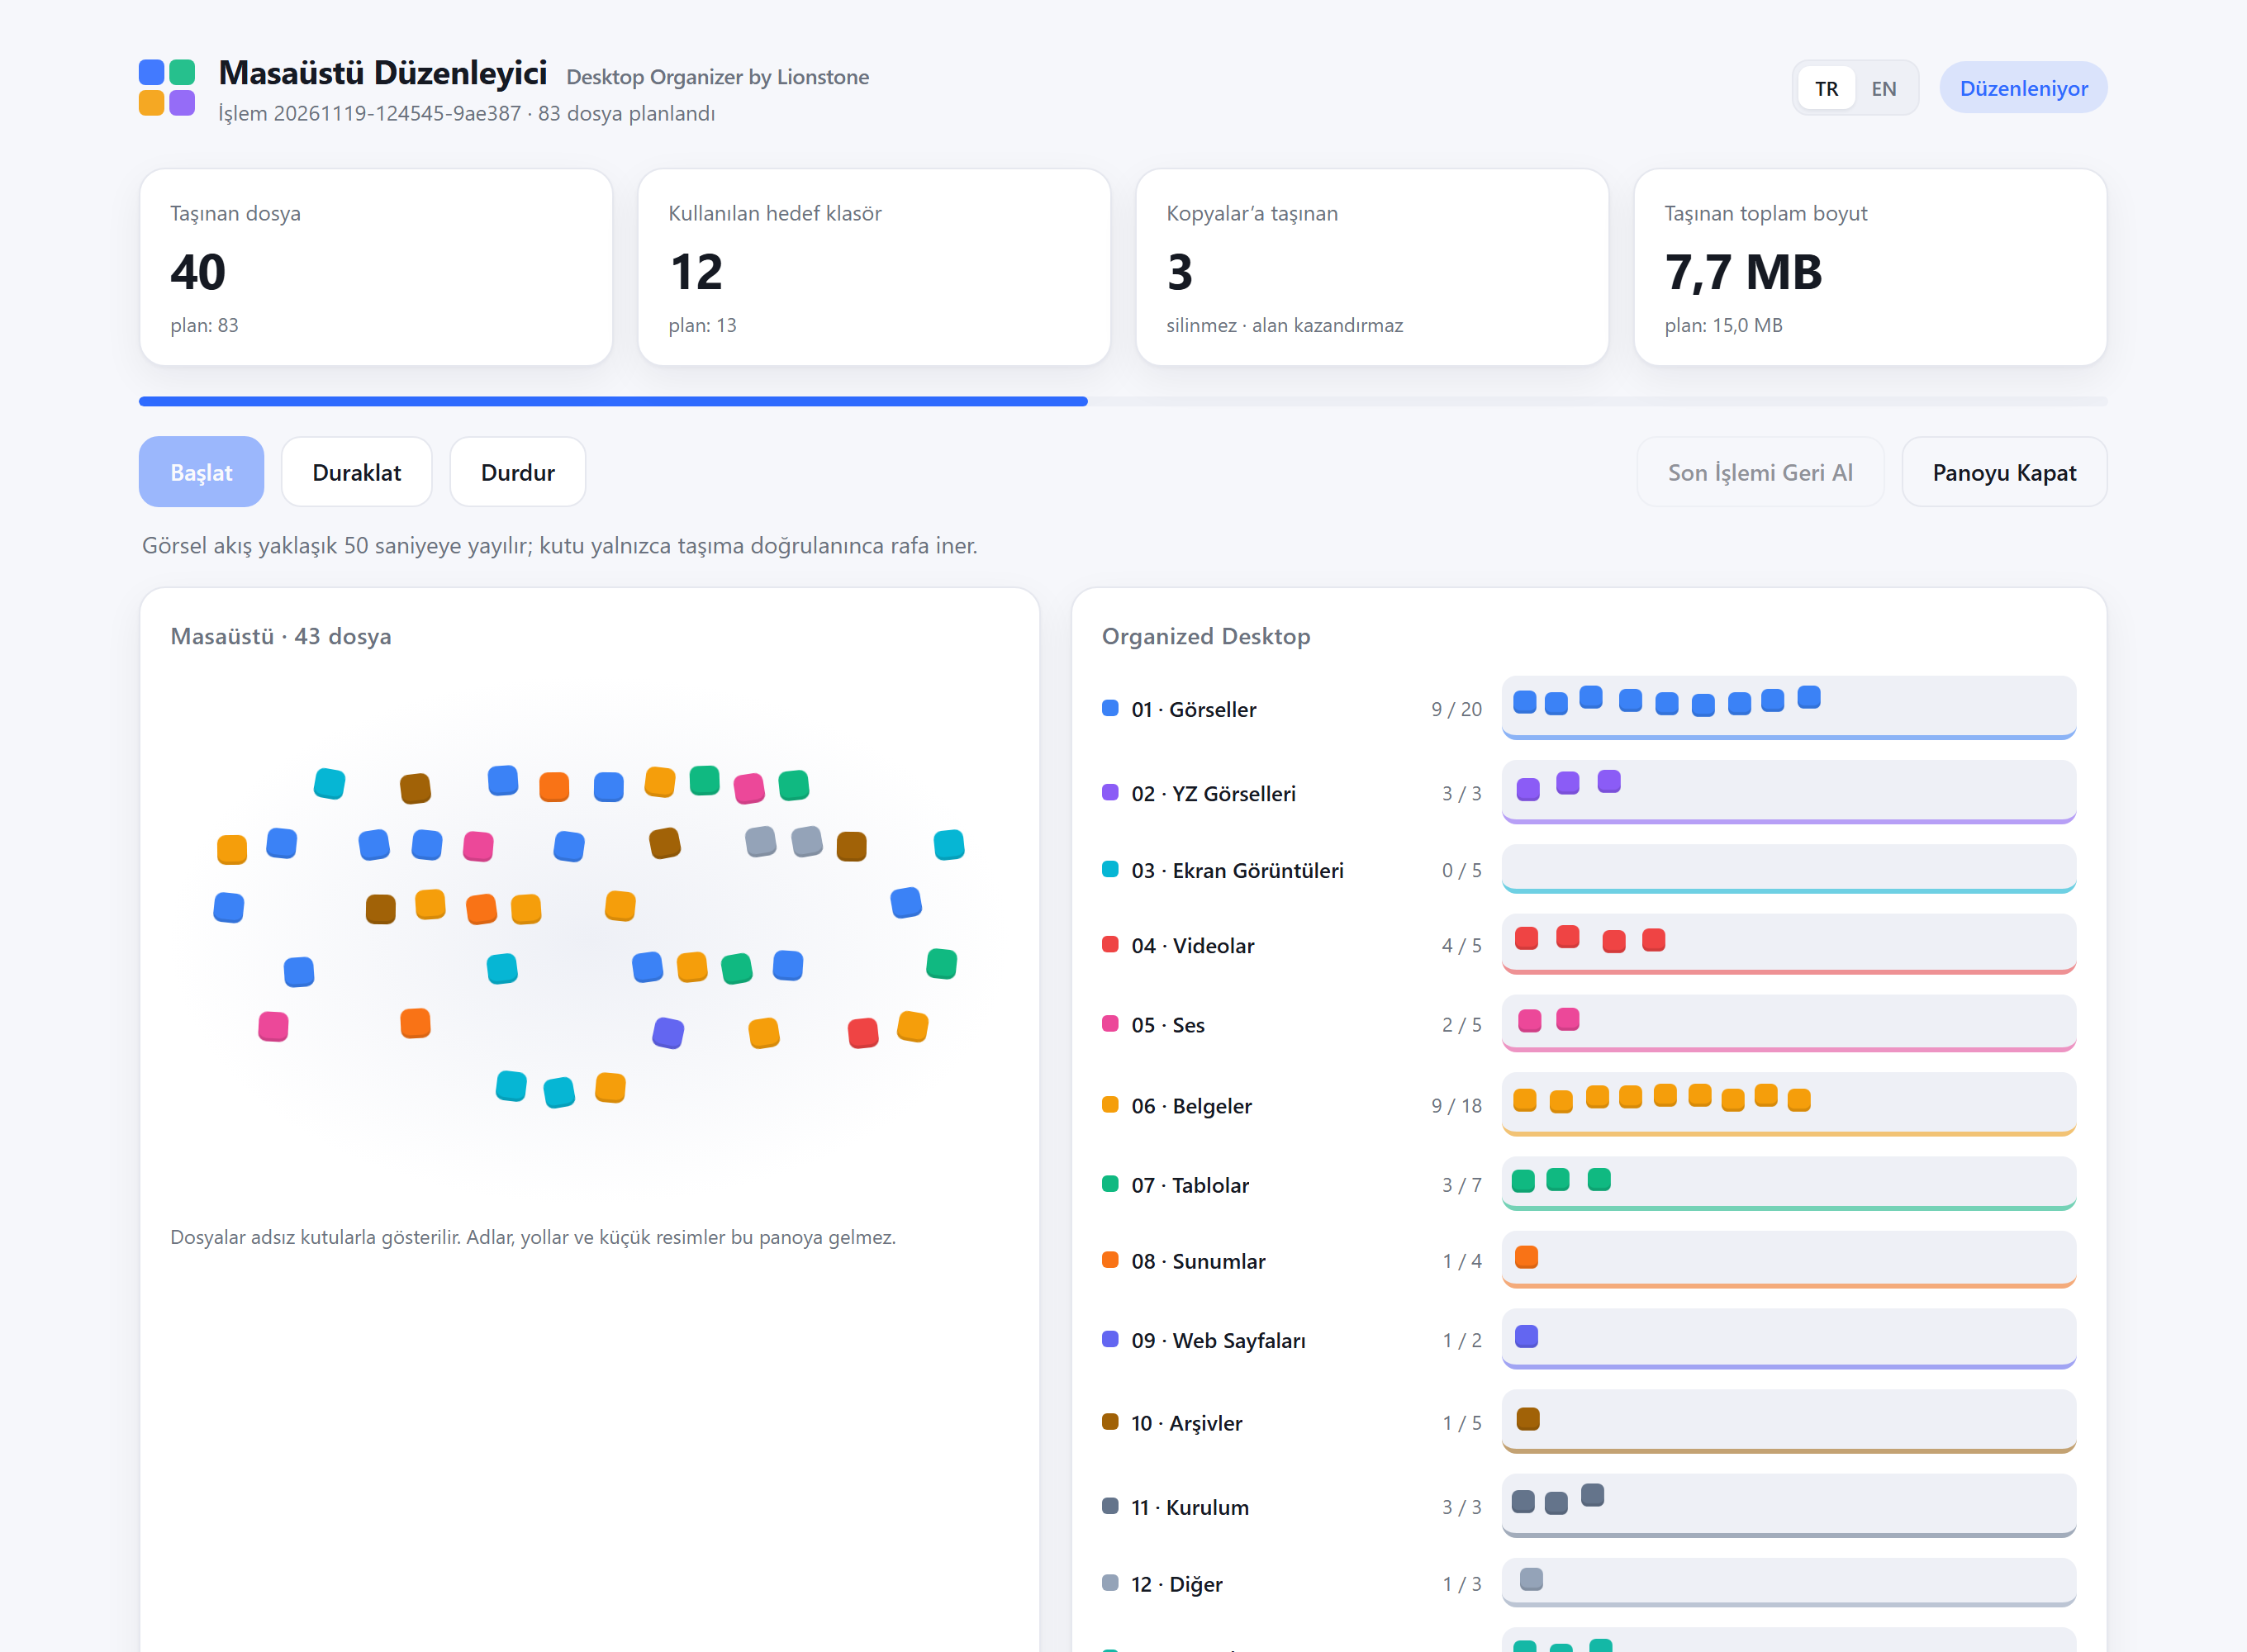 Masaüstü Düzenleyici Desktop Organizer by Lionstone
İşlem 20261119-124545-9ae387 · 83 dosya planlandı
TR EN
Düzenleniyor
Taşınan dosya
40
plan: 83
Kullanılan hedef klasör
12
plan: 13
Kopyalar’a taşınan
3
silinmez · alan kazandırmaz
Taşınan toplam boyut
7,7 MB
plan: 15,0 MB
Başlat Duraklat Durdur Son İşlemi Geri Al Panoyu Kapat
Görsel akış yaklaşık 50 saniyeye yayılır; kutu yalnızca taşıma doğrulanınca rafa iner.
Masaüstü · 43 dosya
Dosyalar adsız kutularla gösterilir. Adlar, yollar ve küçük resimler bu panoya gelmez.
Organized Desktop
01 · Görseller 9 / 20
02 · YZ Görselleri 3 / 3
03 · Ekran Görüntüleri 0 / 5
04 · Videolar 4 / 5
05 · Ses 2 / 5
06 · Belgeler 9 / 18
07 · Tablolar 3 / 7
08 · Sunumlar 1 / 4
09 · Web Sayfaları 1 / 2
10 · Arşivler 1 / 5
11 · Kurulum 3 / 3
12 · Diğer 1 / 3